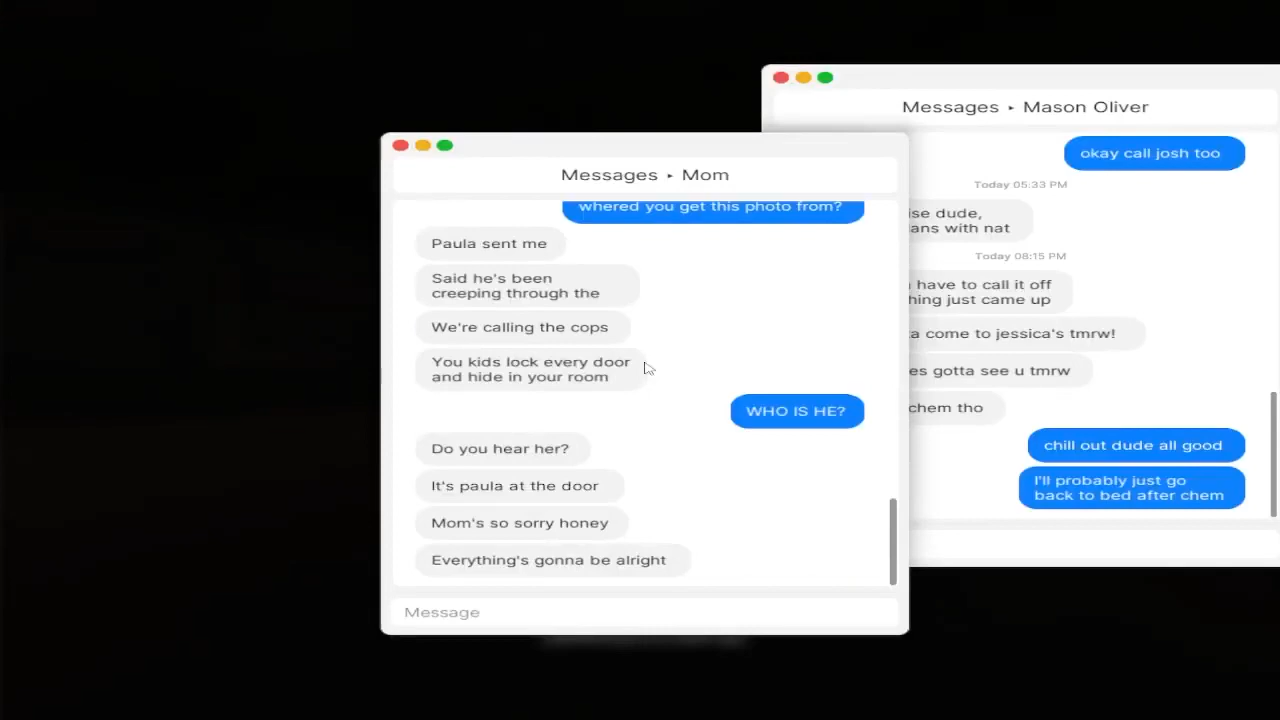 Messages ▸ Mom
whered you get this photo from?
Paula sent me
Said he's been
creeping through the
We're calling the cops
You kids lock every door
and hide in your room
WHO IS HE?
Do you hear her?
It's paula at the door
Mom's so sorry honey
Everything's gonna be alright
Message
Messages ▸ Mason Oliver
okay call josh too
Today 05:33 PM
dude,
with nat
Today 08:15 PM
have to call it off
just came up
come to jessica's tmrw!
gotta see u tmrw
chem tho
chill out dude all good
I'll probably just go
back to bed after chem